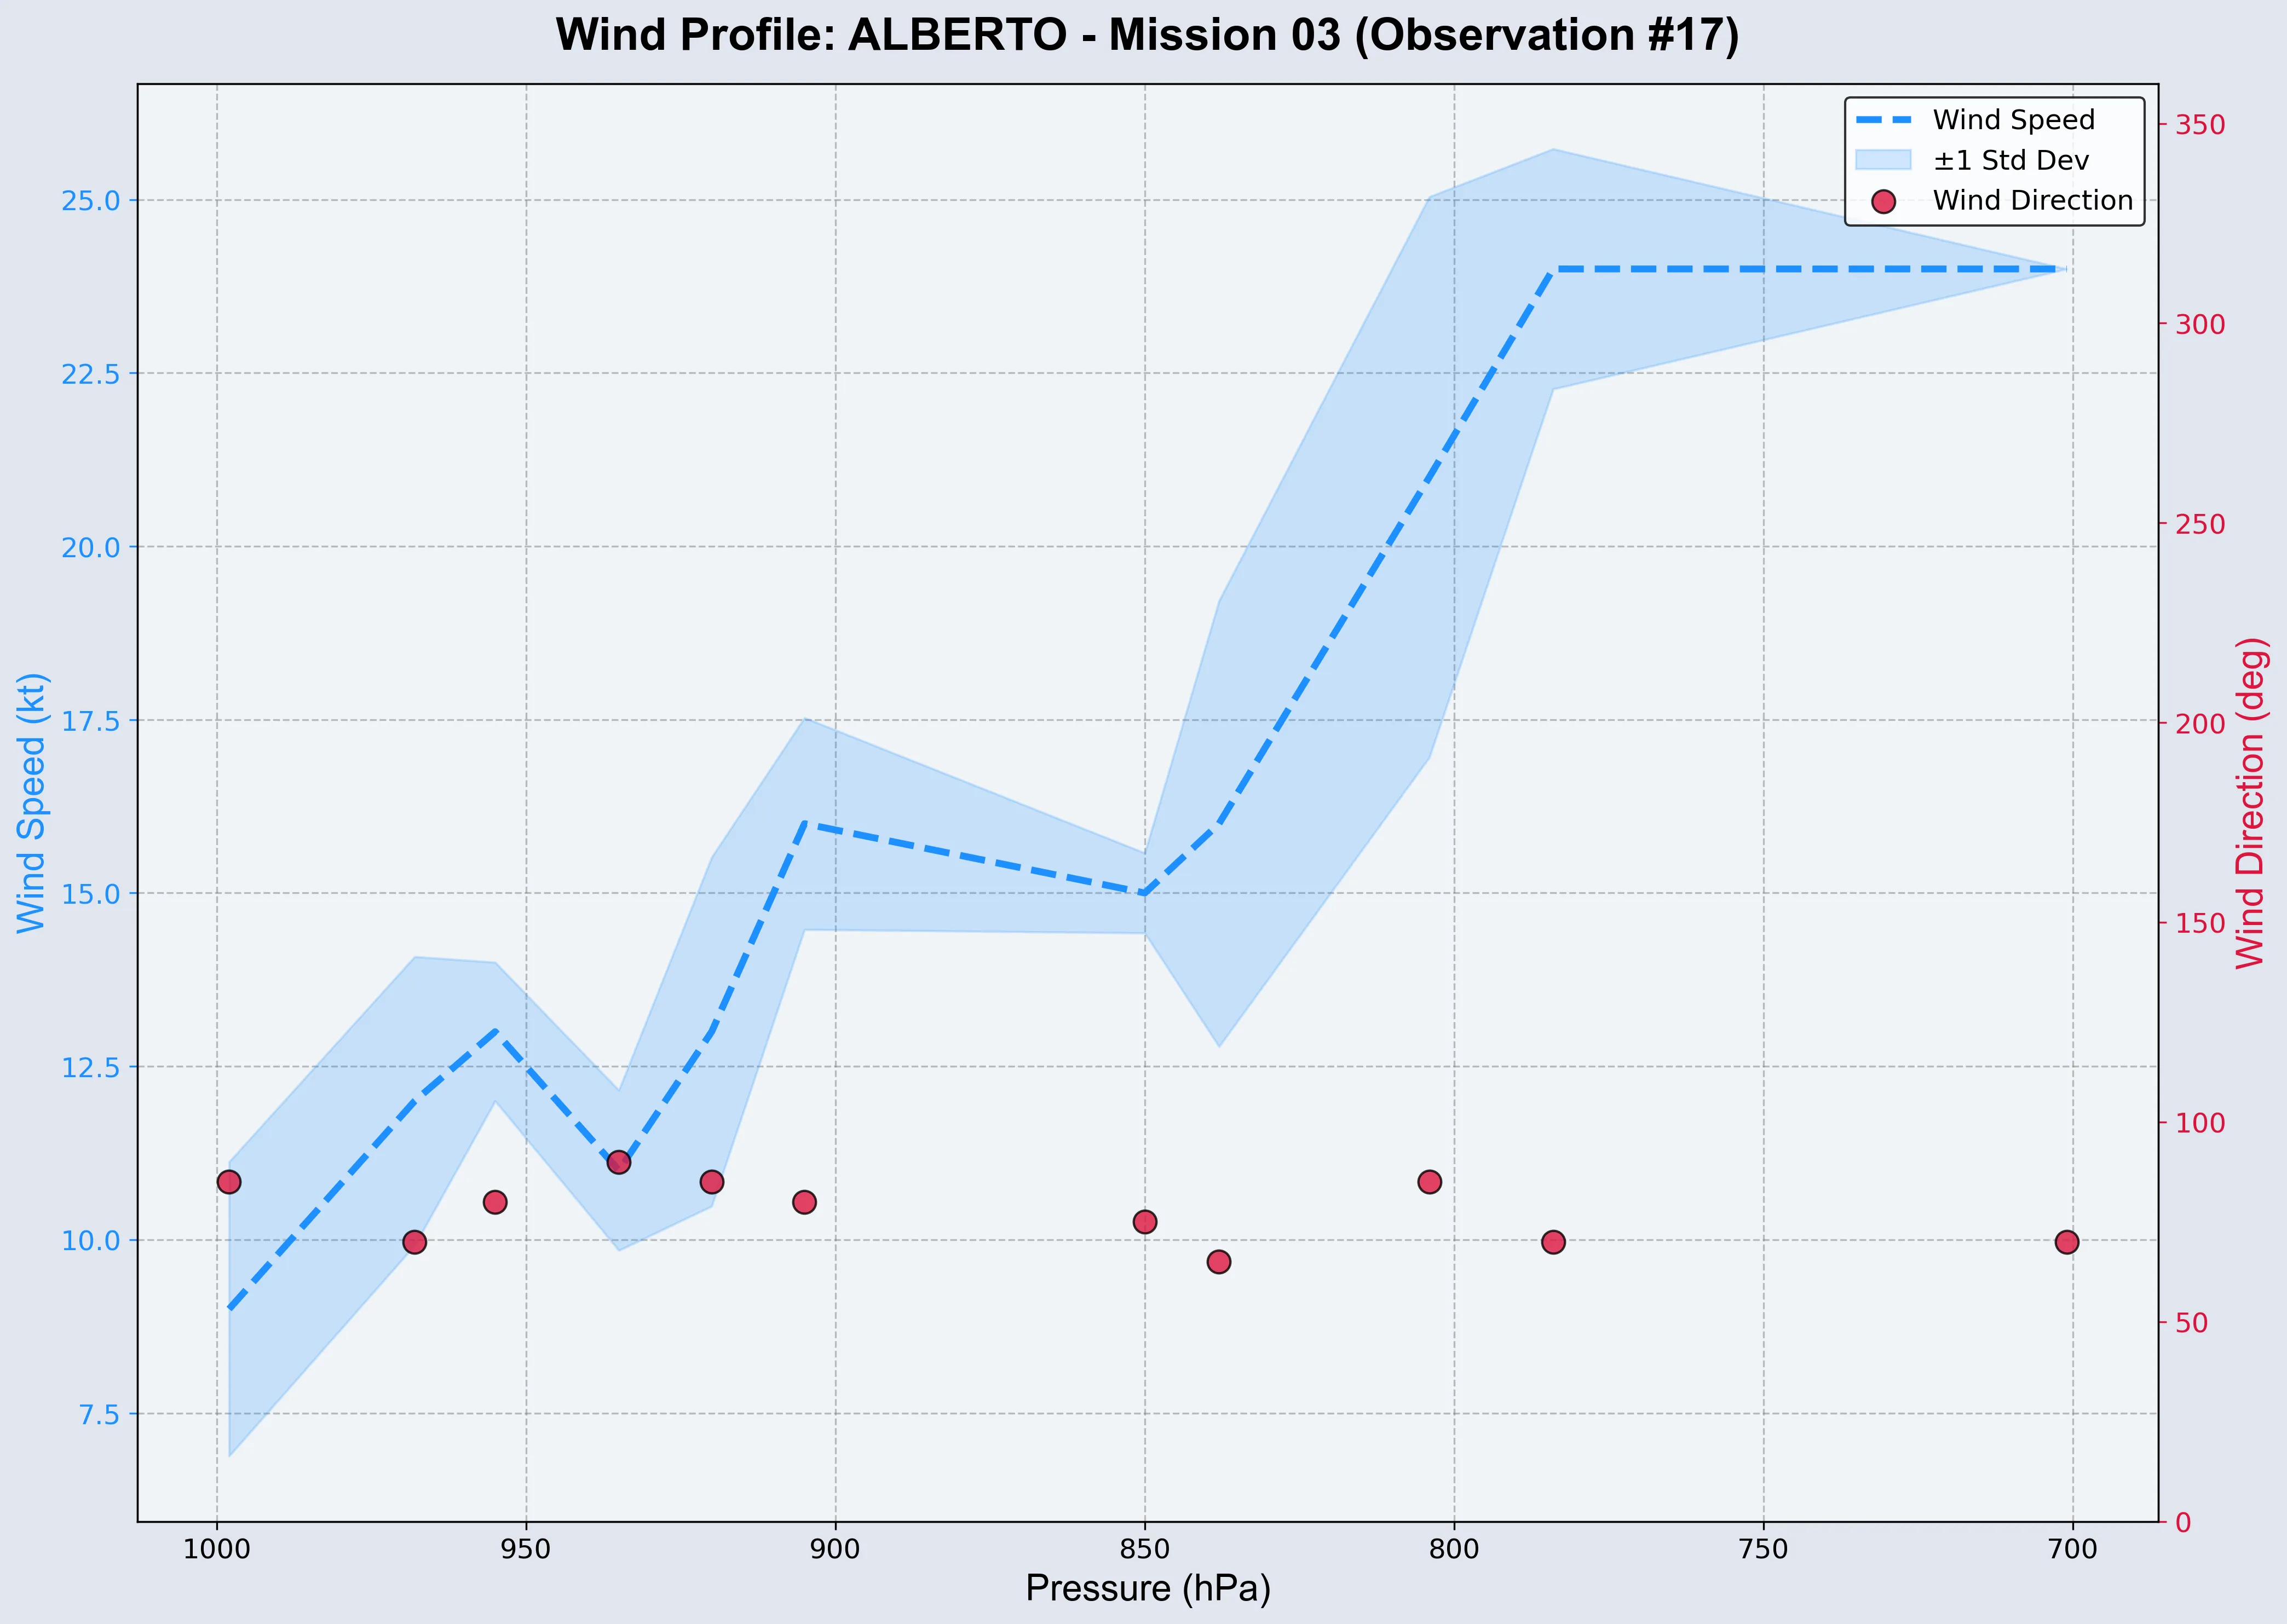 Wind Profile: ALBERTO - Mission 03 (Observation #17)
Wind Speed
±1 Std Dev
Wind Direction
Wind Speed (kt)
25.0
22.5
20.0
17.5
15.0
12.5
10.0
7.5
350
300
250
200
150
100
50
0
Wind Direction (deg)
1000 950 900 850 800 750 700
Pressure (hPa)